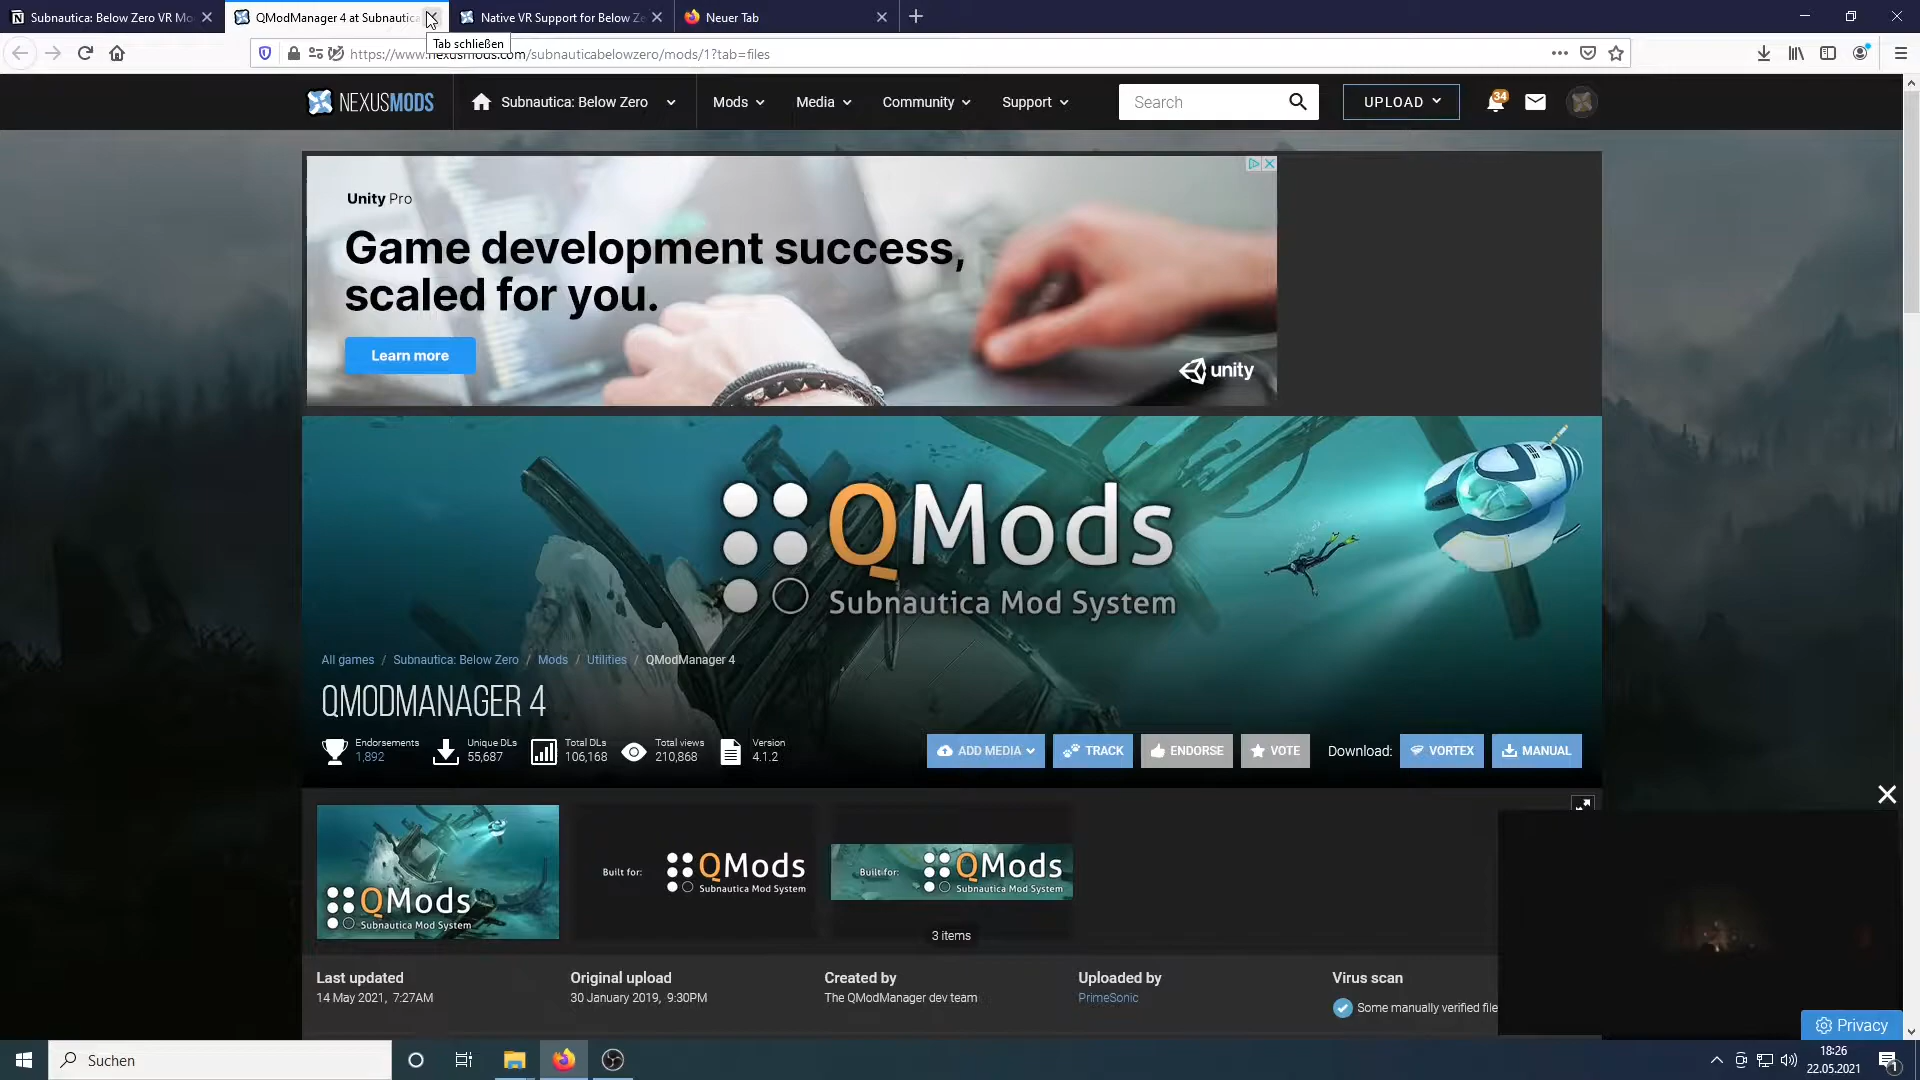 Subnautica: Below Zero VR Mo
QModManager 4 at Subnautica
Native VR Support for Below Ze
Neuer Tab
Tab schließen
https://www.nexusmods.com/subnauticabelowzero/mods/1?tab=files
NEXUSMODS
Subnautica: Below Zero
Mods
Media
Community
Support
Search
UPLOAD
34
Unity Pro
Game development success,
scaled for you.
Learn more
unity
QMods
Subnautica Mod System
All games / Subnautica: Below Zero / Mods / Utilities / QModManager 4
QMODMANAGER 4
Endorsements
1,892
Unique DLs
55,687
Total DLs
106,168
Total views
210,868
Version
4.1.2
ADD MEDIA
TRACK
ENDORSE
VOTE
Download:
VORTEX
MANUAL
QMods
Subnautica Mod System
Built for:
QMods
Subnautica Mod System
Built for:
QMods
Subnautica Mod System
3 items
Last updated
14 May 2021, 7:27AM
Original upload
30 January 2019, 9:30PM
Created by
The QModManager dev team
Uploaded by
PrimeSonic
Virus scan
Some manually verified file
Privacy
Suchen
18:26
22.05.2021
1